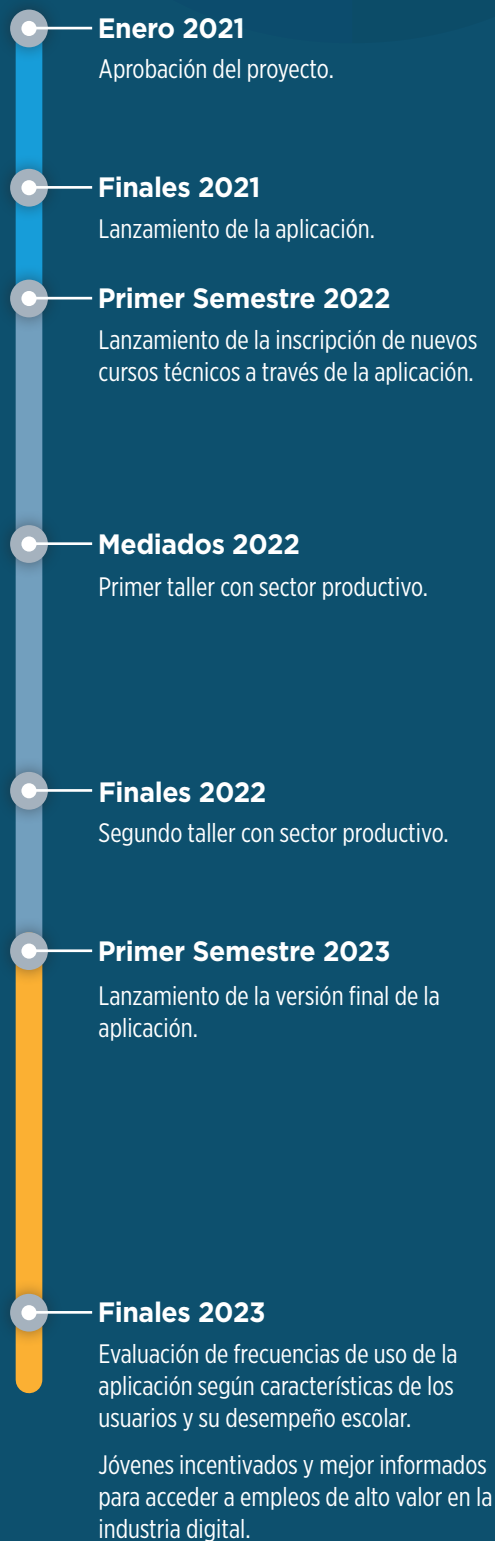 Enero 2021
Aprobación del proyecto.
Finales 2021
Lanzamiento de la aplicación.
Primer Semestre 2022
Lanzamiento de la inscripción de nuevos
cursos técnicos a través de la aplicación.
Mediados 2022
Primer taller con sector productivo.
Finales 2022
Segundo taller con sector productivo.
Primer Semestre 2023
Lanzamiento de la versión final de la
aplicación.
Finales 2023
Evaluación de frecuencias de uso de la
aplicación según características de los
usuarios y su desempeño escolar.
Jóvenes incentivados y mejor informados
para acceder a empleos de alto valor en la
industria digital.